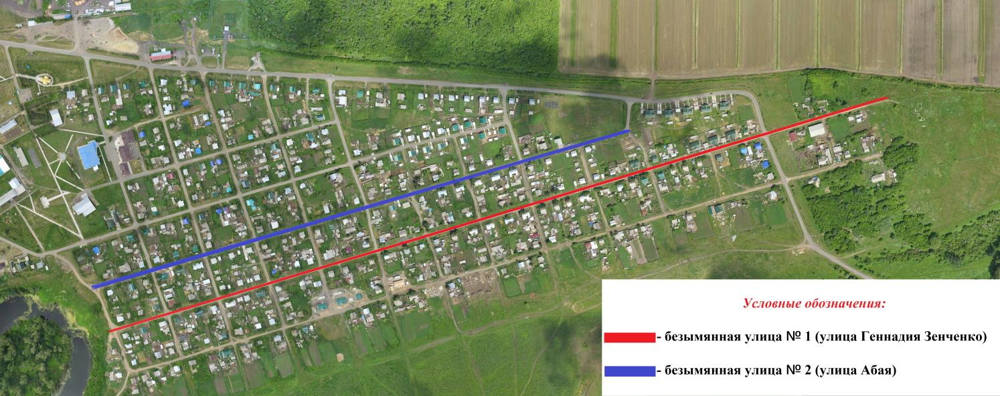 Условные обозначения:
- безымянная улица № 1 (улица Геннадия Зенченко)
- безымянная улица № 2 (улица Абая)